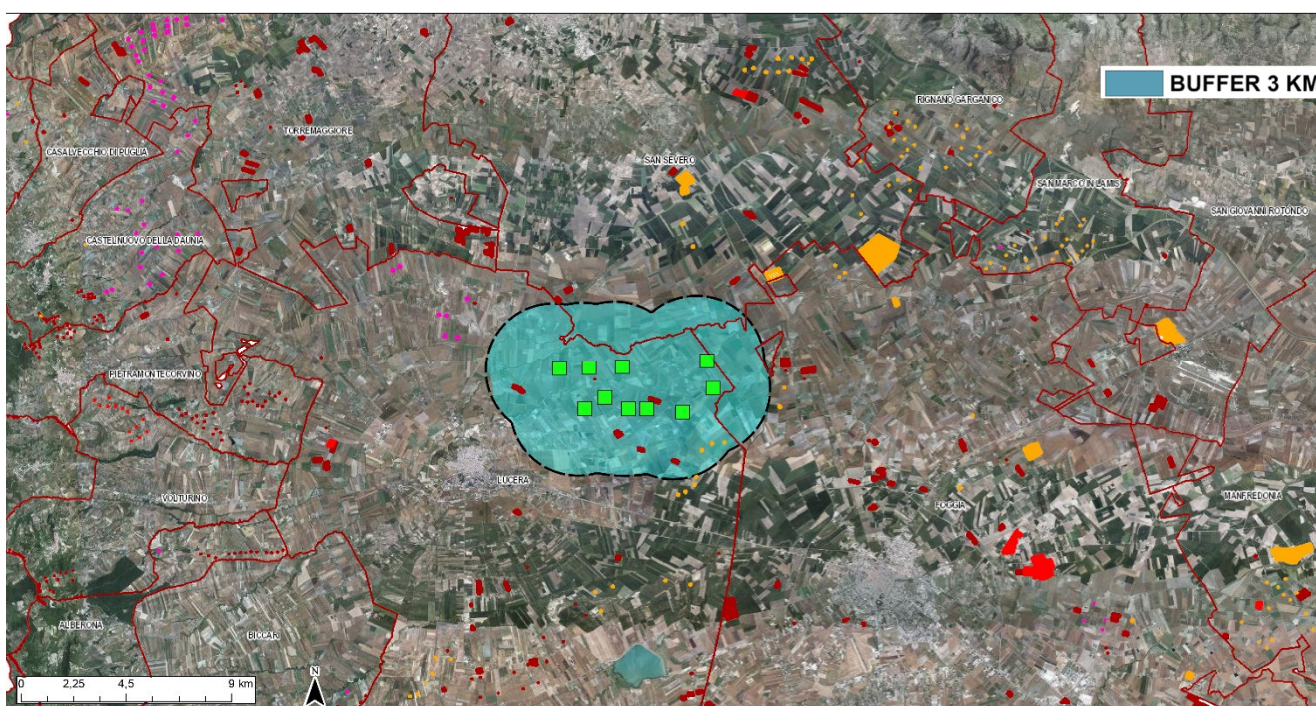 BUFFER 3 KM
RIGNANO GARGANICO
TORREMAGGIORE
CASALVECCHIO DI PUGLIA
SAN SEVERO
SAN MARCO IN LAMIS
SAN GIOVANNI ROTONDO
CASTELNUOVO DELLA DAUNIA
PIETRAMONTECORVINO
LUCERA
VOLTURINO
FOGGIA
MANFREDONIA
ALBERONA
BICCARI
N
0 2,25 4,5 9 km